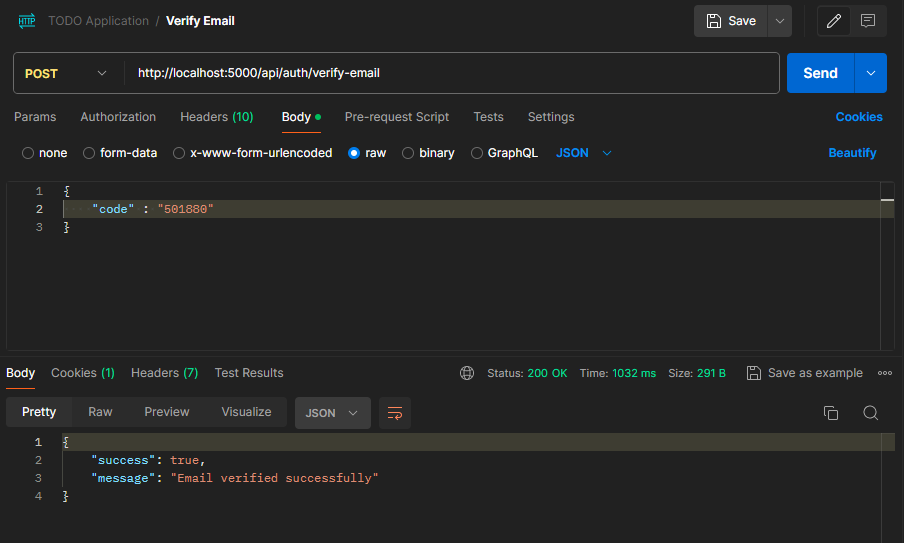 HTTP TODO Application / Verify Email Save
POST http://localhost:5000/api/auth/verify-email Send
Params Authorization Headers (10) Body Pre-request Script Tests Settings Cookies
none form-data x-www-form-urlencoded raw binary GraphQL JSON Beautify
1 {
2 "code" : "501880"
3 }
Body Cookies (1) Headers (7) Test Results Status: 200 OK Time: 1032 ms Size: 291 B Save as example
Pretty Raw Preview Visualize JSON
1 {
2 "success": true,
3 "message": "Email verified successfully"
4 }